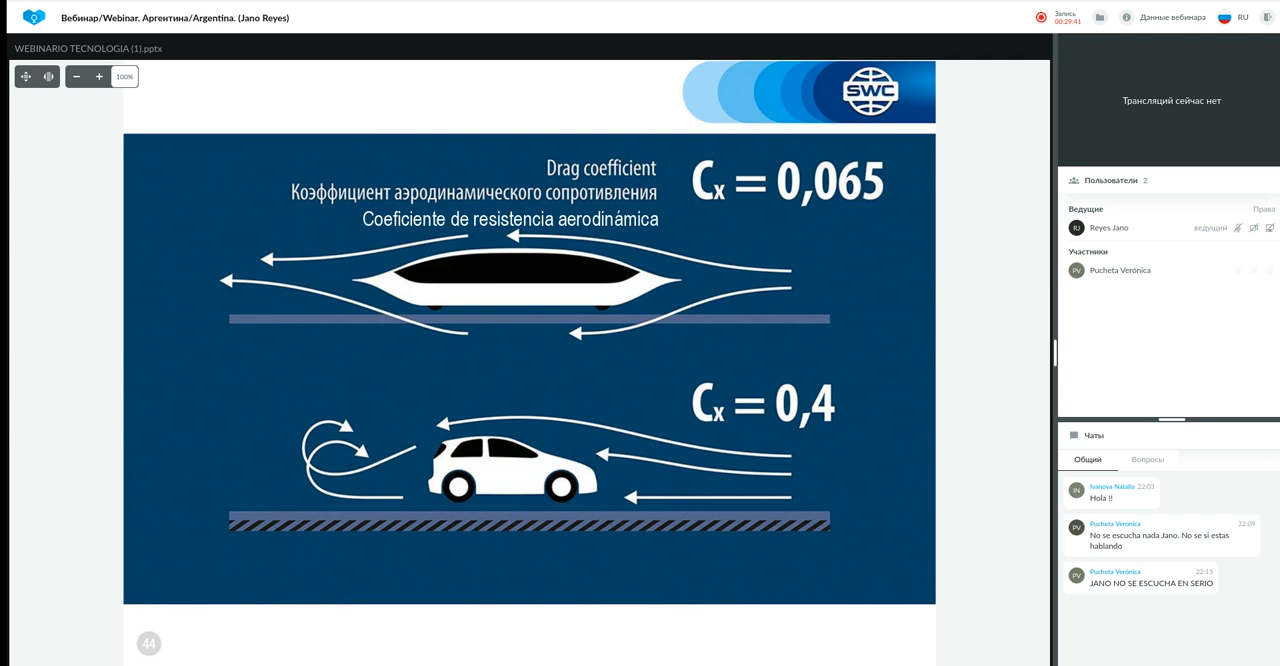 Вебинар/Webinar. Аргентина/Argentina. (Jano Reyes)
Запись
00:29:41
Данные вебинара
RU
WEBINARIO TECNOLOGIA (1).pptx
100%
SWC
Drag coefficient
Коэффициент аэродинамического сопротивления
Coeficiente de resistencia aerodinámica
Cx = 0,065
Cx = 0,4
44
Трансляций сейчас нет
Пользователи 2
Ведущие Права
RJ Reyes Jano ведущий
Участники
PV Pucheta Verónica
Чаты
Общий Вопросы
IN Ivanova Natalia 22:03
Hola !!
PV Pucheta Veronica 22:09
No se escucha nada Jano. No se si estas
hablando
PV Pucheta Verónica 22:15
JANO NO SE ESCUCHA EN SERIO